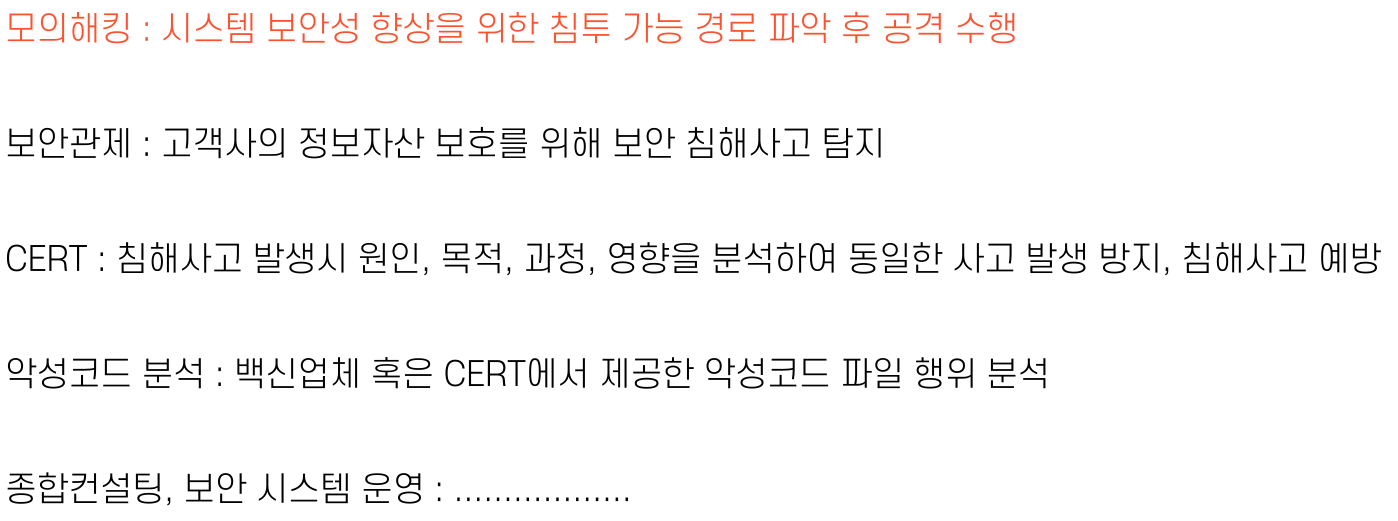 모의해킹 : 시스템 보안성 향상을 위한 침투 가능 경로 파악 후 공격 수행
보안관제 : 고객사의 정보자산 보호를 위해 보안 침해사고 탐지
CERT : 침해사고 발생시 원인, 목적, 과정, 영향을 분석하여 동일한 사고 발생 방지, 침해사고 예방
악성코드 분석 : 백신업체 혹은 CERT에서 제공한 악성코드 파일 행위 분석
종합컨설팅, 보안 시스템 운영 : ..................